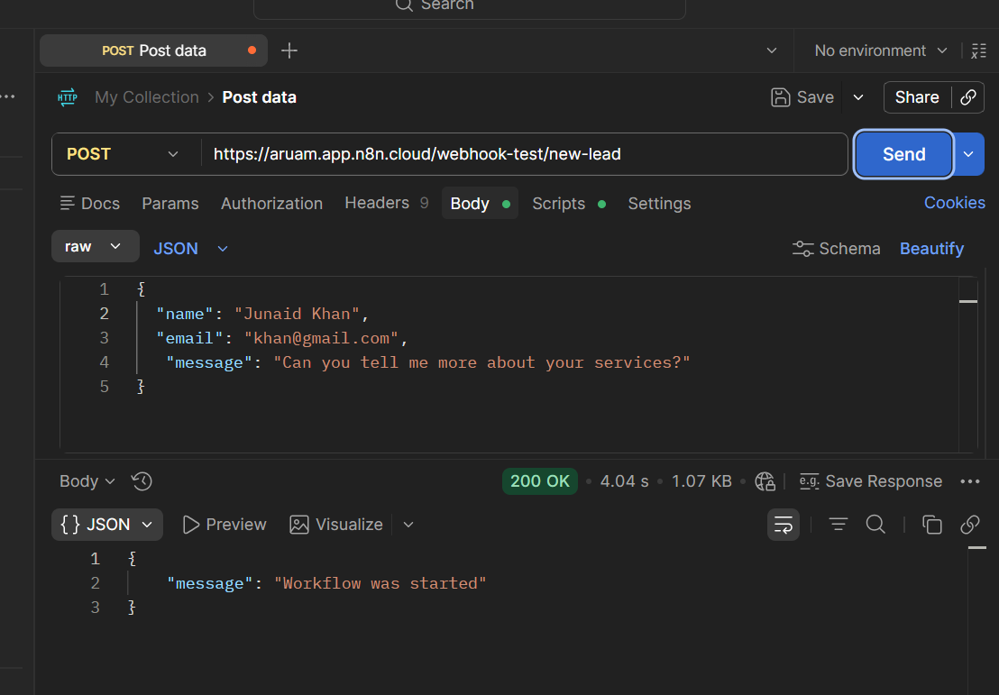 Search
POST Post data
No environment
HTTP My Collection > Post data Save Share
POST https://aruam.app.n8n.cloud/webhook-test/new-lead Send
Docs Params Authorization Headers 9 Body Scripts Settings Cookies
raw JSON Schema Beautify
1 {
2 "name": "Junaid Khan",
3 "email": "khan@gmail.com",
4 "message": "Can you tell me more about your services?"
5 }
Body 200 OK • 4.04 s • 1.07 KB • e.g. Save Response
{} JSON Preview Visualize
1 {
2 "message": "Workflow was started"
3 }